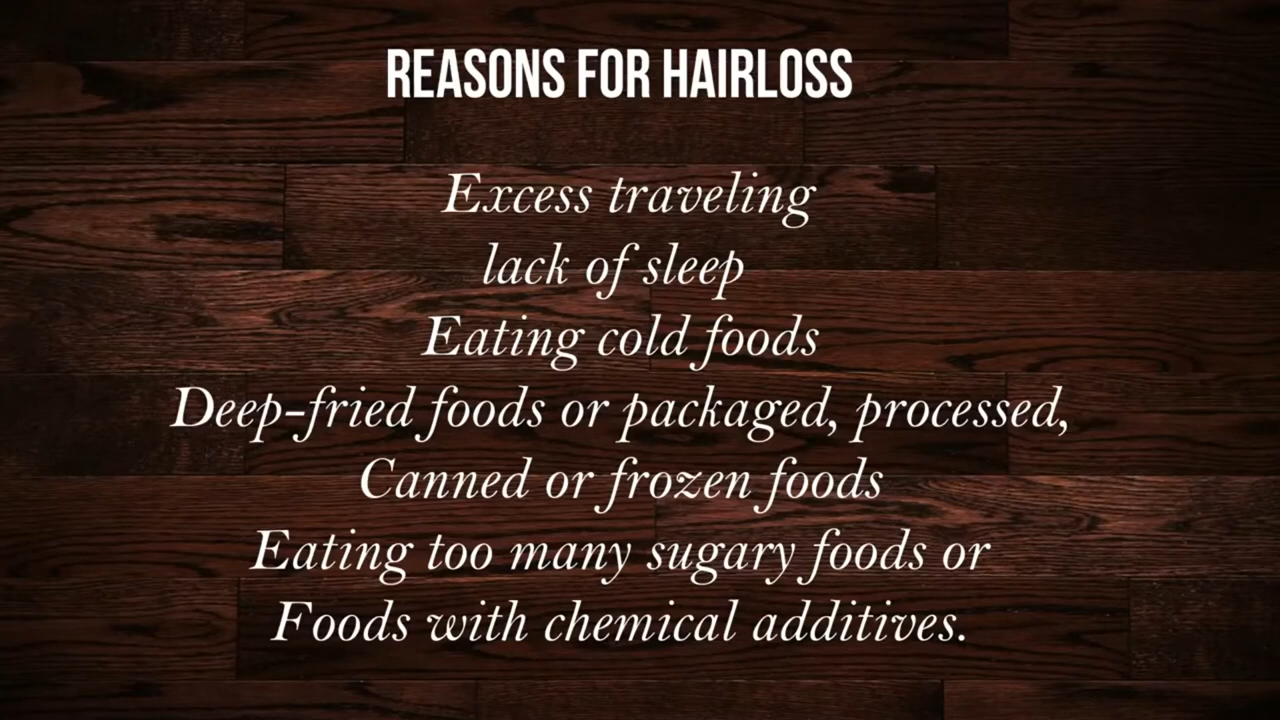 REASONS FOR HAIRLOSS
Excess traveling
lack of sleep
Eating cold foods
Deep-fried foods or packaged, processed,
Canned or frozen foods
Eating too many sugary foods or
Foods with chemical additives.